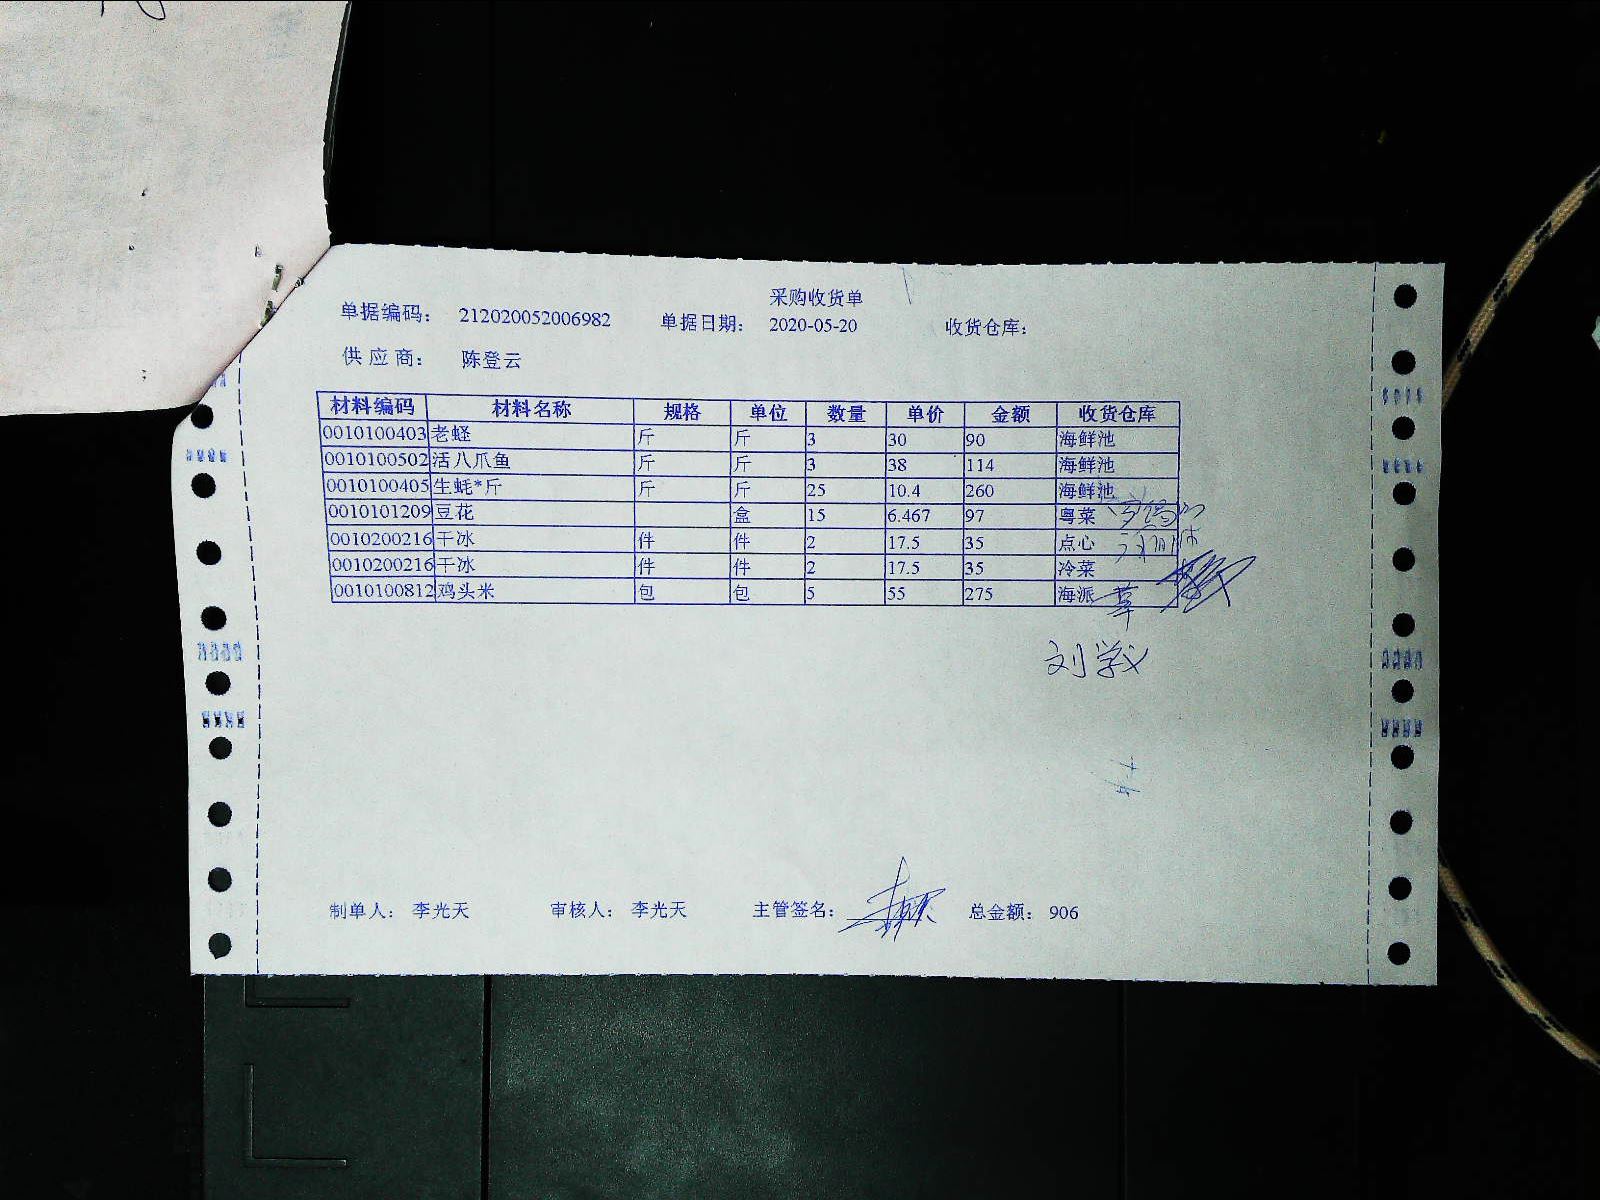 采购收货单
单据编码： 212020052006982 单据日期： 2020-05-20 收货仓库：
供应商： 陈登云
材料编码 材料名称 规格 单位 数量 单价 金额 收货仓库
0010100403 老蛏 斤 斤 3 30 90 海鲜池
0010100502 活八爪鱼 斤 斤 3 38 114 海鲜池
0010100405 生蚝*斤 斤 斤 25 10.4 260 海鲜池
0010101209 豆花 盒 15 6.467 97 粤菜
0010200216 干冰 件 件 2 17.5 35 点心
0010200216 干冰 件 件 2 17.5 35 冷菜
0010100812 鸡头米 包 包 5 55 275 海派
制单人： 李光天 审核人： 李光天 主管签名： 总金额： 906